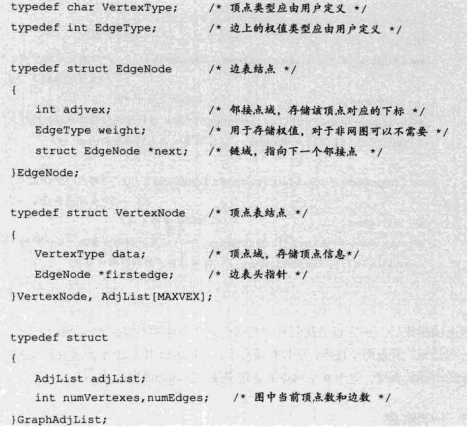 typedef char VertexType; /* 顶点类型应由用户定义 */
typedef int EdgeType; /* 边上的权值类型应由用户定义 */
typedef struct EdgeNode /* 边表结点 */
{
int adjvex; /* 邻接点域，存储该顶点对应的下标 */
EdgeType weight; /* 用于存储权值，对于非网图可以不需要 */
struct EdgeNode *next; /* 链域，指向下一个邻接点 */
}EdgeNode;
typedef struct VertexNode /* 顶点表结点 */
{
VertexType data; /* 顶点域，存储顶点信息*/
EdgeNode *firstedge; /* 边表头指针 */
}VertexNode, AdjList[MAXVEX];
typedef struct
{
AdjList adjList;
int numVertexes,numEdges; /* 图中当前顶点数和边数 */
}GraphAdjList;